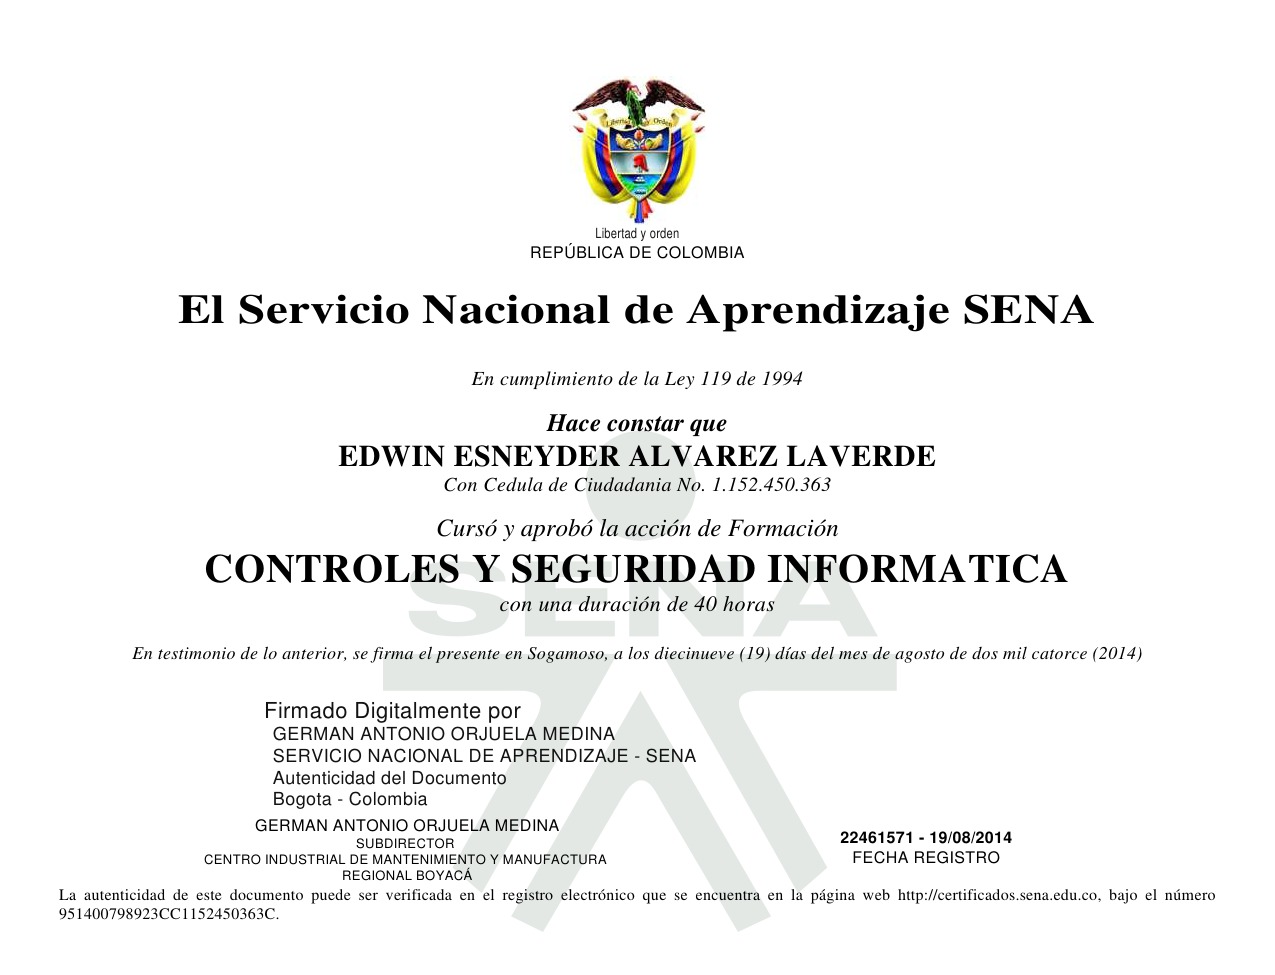 Libertad y Orden
Libertad y orden
REPÚBLICA DE COLOMBIA
El Servicio Nacional de Aprendizaje SENA
En cumplimiento de la Ley 119 de 1994
Hace constar que
EDWIN ESNEYDER ALVAREZ LAVERDE
Con Cedula de Ciudadania No. 1.152.450.363
Cursó y aprobó la acción de Formación
CONTROLES Y SEGURIDAD INFORMATICA
con una duración de 40 horas
SENA
En testimonio de lo anterior, se firma el presente en Sogamoso, a los diecinueve (19) días del mes de agosto de dos mil catorce (2014)
Firmado Digitalmente por
GERMAN ANTONIO ORJUELA MEDINA
SERVICIO NACIONAL DE APRENDIZAJE - SENA
Autenticidad del Documento
Bogota - Colombia
GERMAN ANTONIO ORJUELA MEDINA
SUBDIRECTOR
CENTRO INDUSTRIAL DE MANTENIMIENTO Y MANUFACTURA
REGIONAL BOYACÁ
22461571 - 19/08/2014
FECHA REGISTRO
La autenticidad de este documento puede ser verificada en el registro electrónico que se encuentra en la página web http://certificados.sena.edu.co, bajo el número
951400798923CC1152450363C.